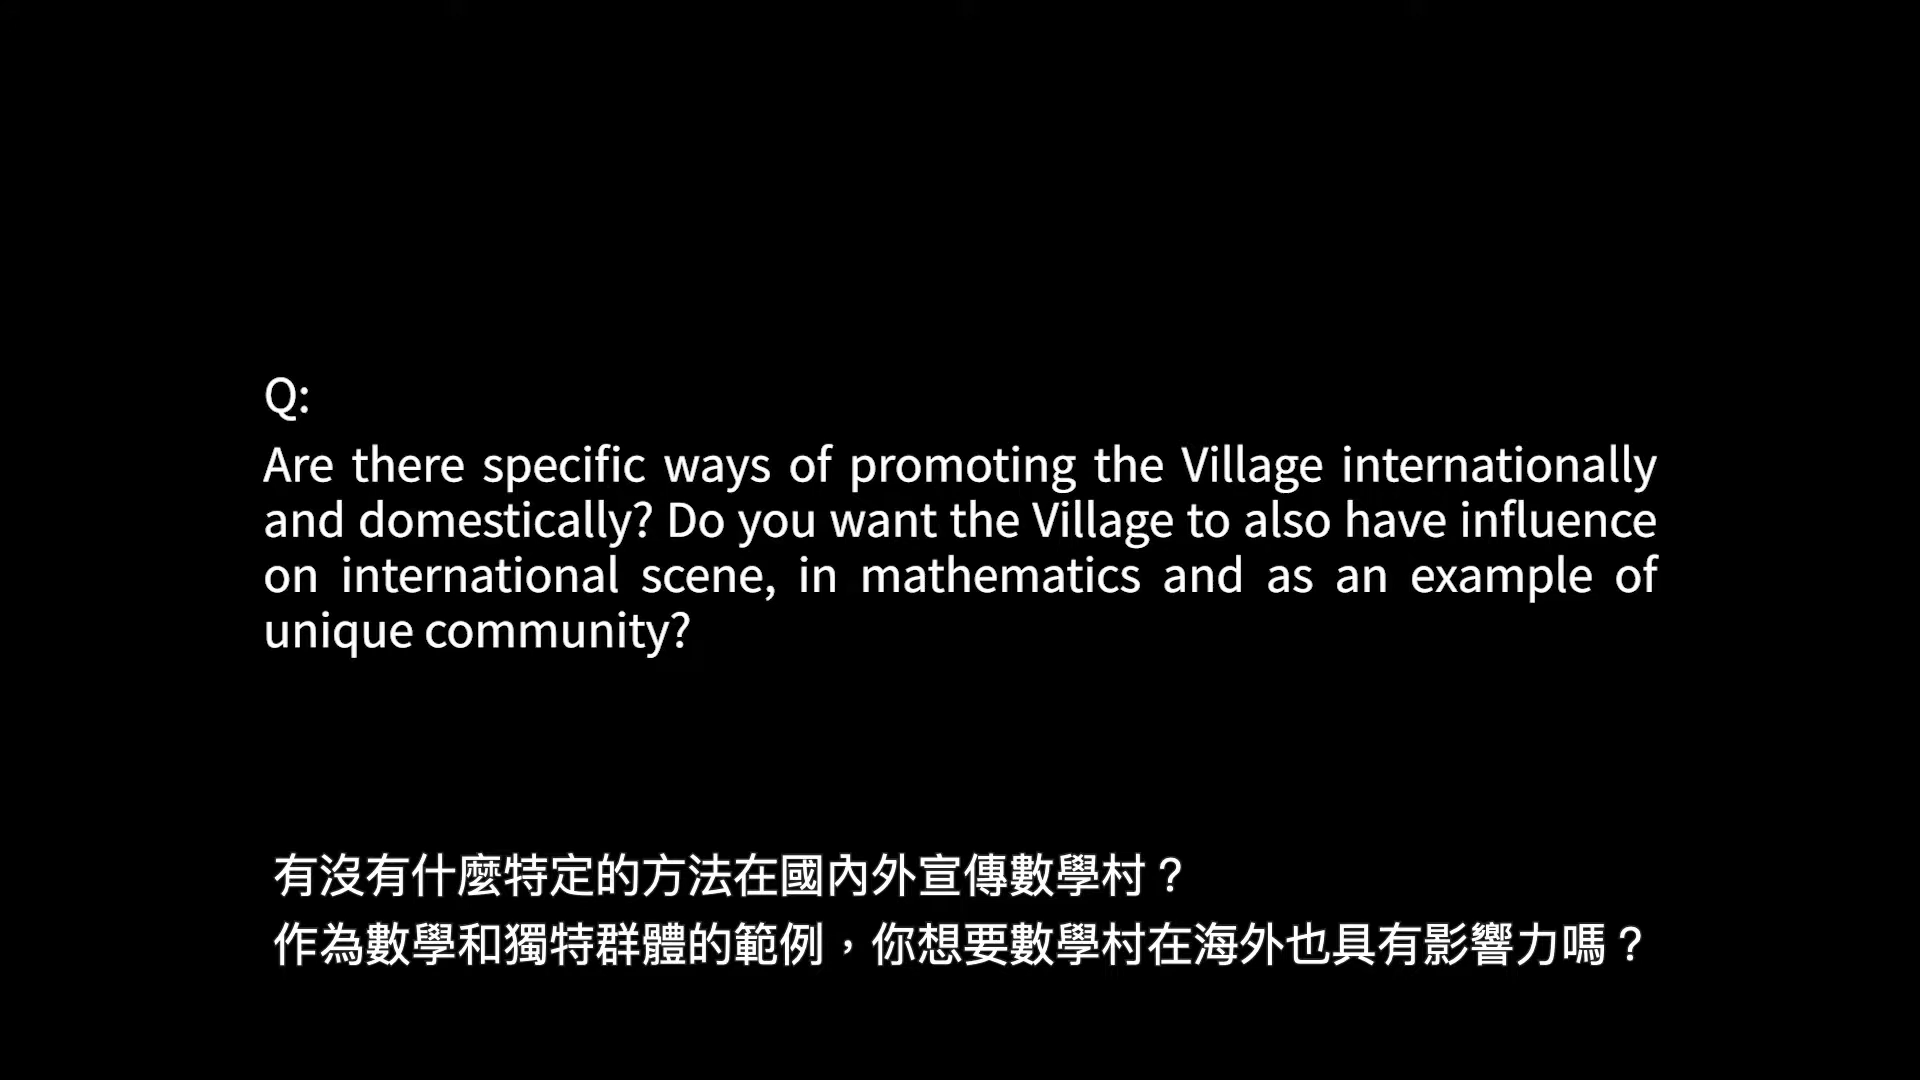 Q:
Are there specific ways of promoting the Village internationally
and domestically? Do you want the Village to also have influence
on international scene, in mathematics and as an example of
unique community?
有沒有什麼特定的方法在國內外宣傳數學村？
作為數學和獨特群體的範例，你想要數學村在海外也具有影響力嗎？